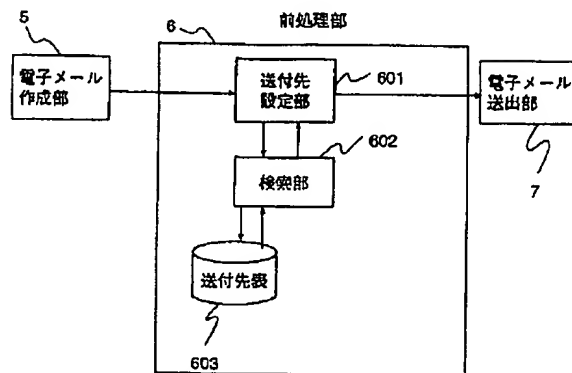 前処理部
5
6
電子メール
作成部
送付先
設定部
601
電子メール
送出部
602
検索部
7
送付先表
603